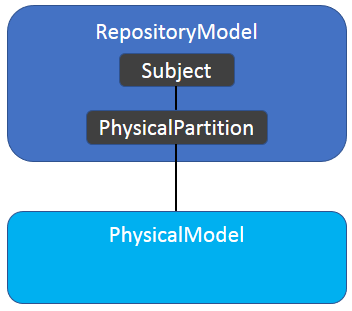 RepositoryModel
Subject
PhysicalPartition
PhysicalModel